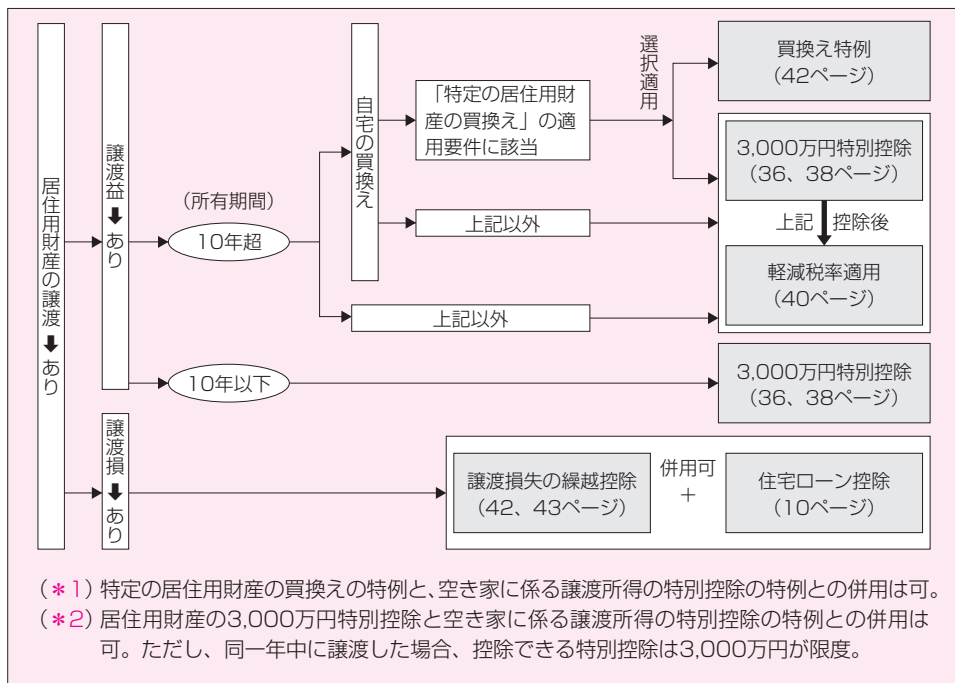 居住用財産の譲渡➡あり
譲渡益➡あり
(所有期間)
10年超
自宅の買換え
「特定の居住用財
産の買換え」の適
用要件に該当
選択適用
買換え特例
(42ページ)
3,000万円特別控除
(36、38ページ)
上記以外
上記 控除後
軽減税率適用
(40ページ)
上記以外
10年以下
3,000万円特別控除
(36、38ページ)
譲渡損➡あり
譲渡損失の繰越控除
(42、43ページ)
併用可
+
住宅ローン控除
(10ページ)
(*1) 特定の居住用財産の買換えの特例と、空き家に係る譲渡所得の特別控除の特例との併用は可。
(*2) 居住用財産の3,000万円特別控除と空き家に係る譲渡所得の特別控除の特例との併用は
可。ただし、同一年中に譲渡した場合、控除できる特別控除は3,000万円が限度。